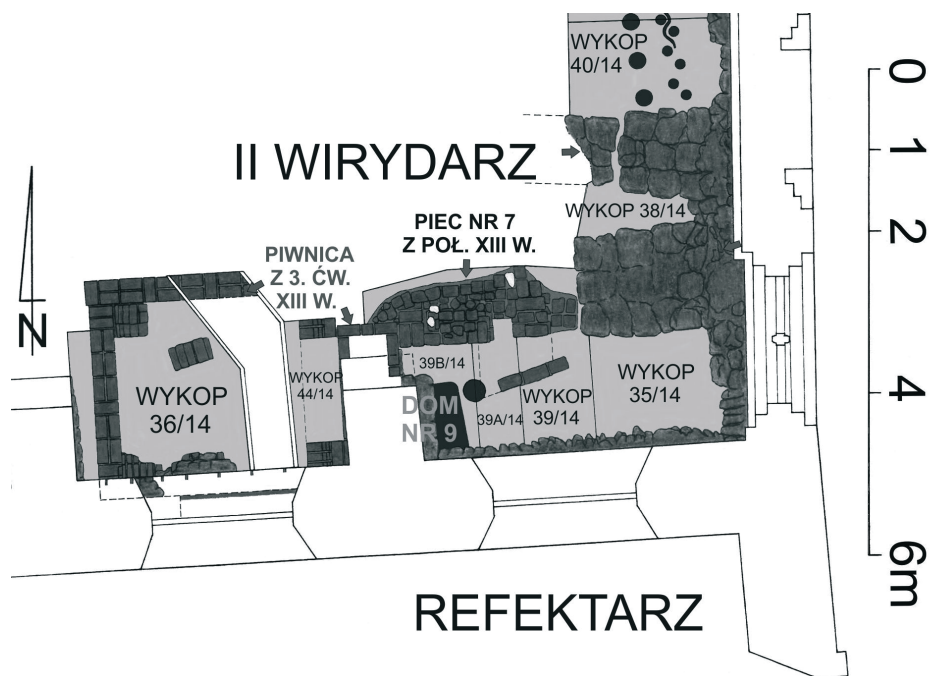 WYKOP
40/14
0
1
2
4
6m
II WIRYDARZ
WYKOP 38/14
PIEC NR 7
Z POŁ. XIII W.
PIWNICA
Z 3. ĆW.
XIII W.
N
WYKOP
36/14
WYKOP
44/14
39B/14
DOM
NR 9
39A/14
WYKOP
39/14
WYKOP
35/14
REFEKTARZ